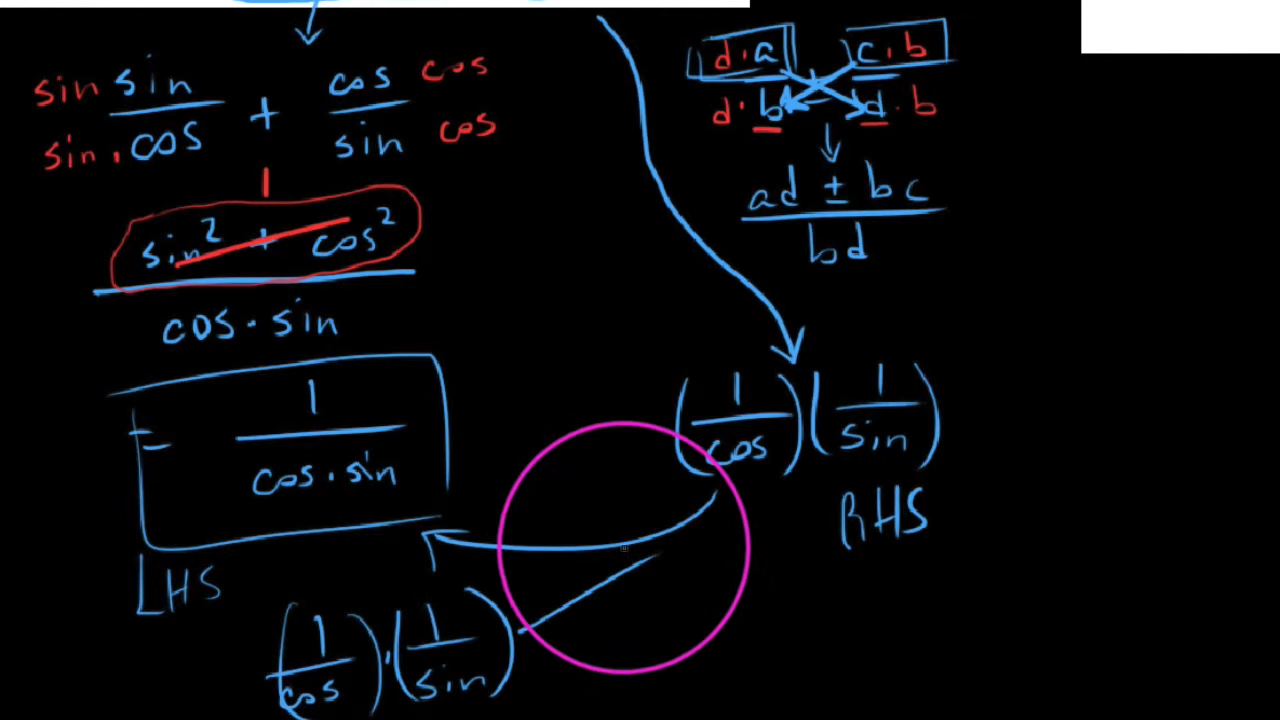 sin sin + cos cos
sin . cos sin cos
1
sin² + cos²
cos · sin
= 1
cos · sin
LHS
(1/cos) · (1/sin)
d · a c · b
d · b d · b
ad ± bc
bd
(1/cos)(1/sin)
RHS